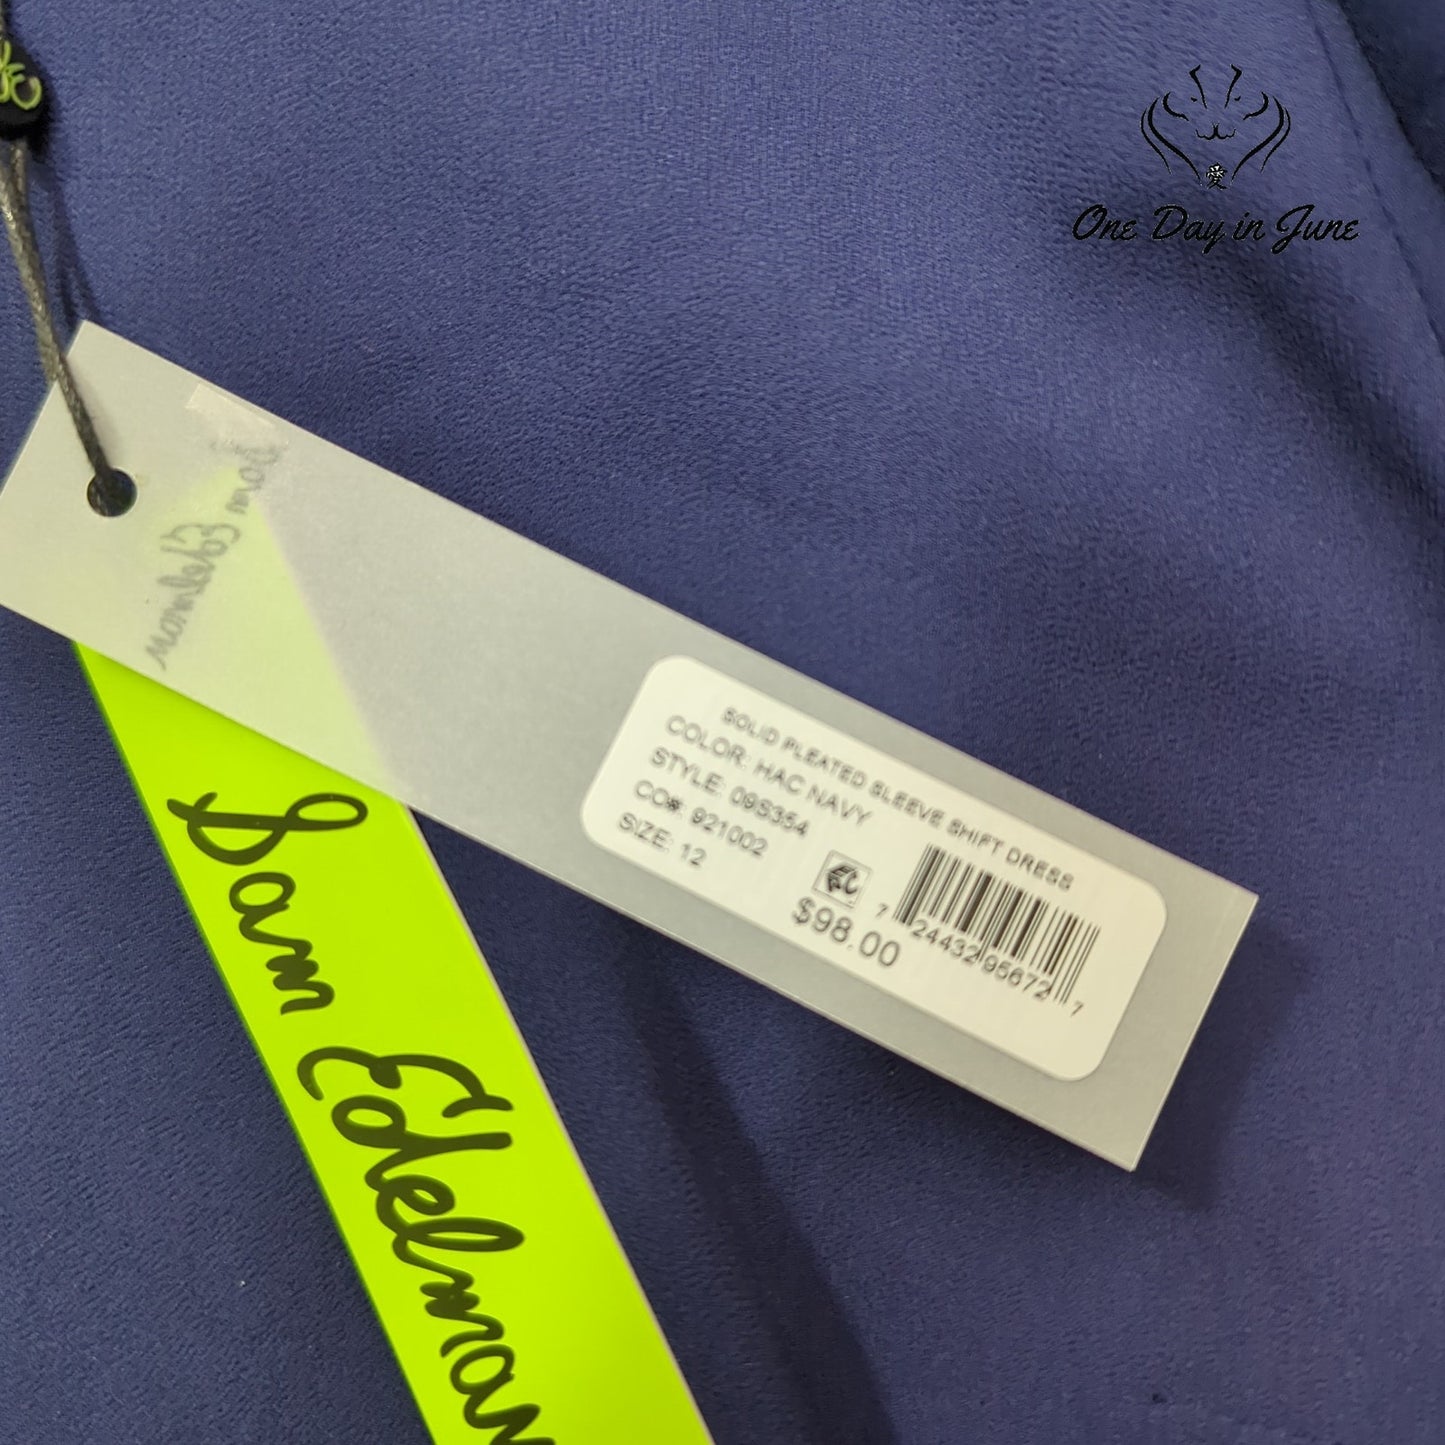 愛
One Day in June
Sam Edelman
SOLID PLEATED SLEEVE SHIFT DRESS
COLOR: HAC NAVY
STYLE: 09S354
CO#: 921002
SIZE: 12
$98.00
7 24432 95672 7
Sam Edelman